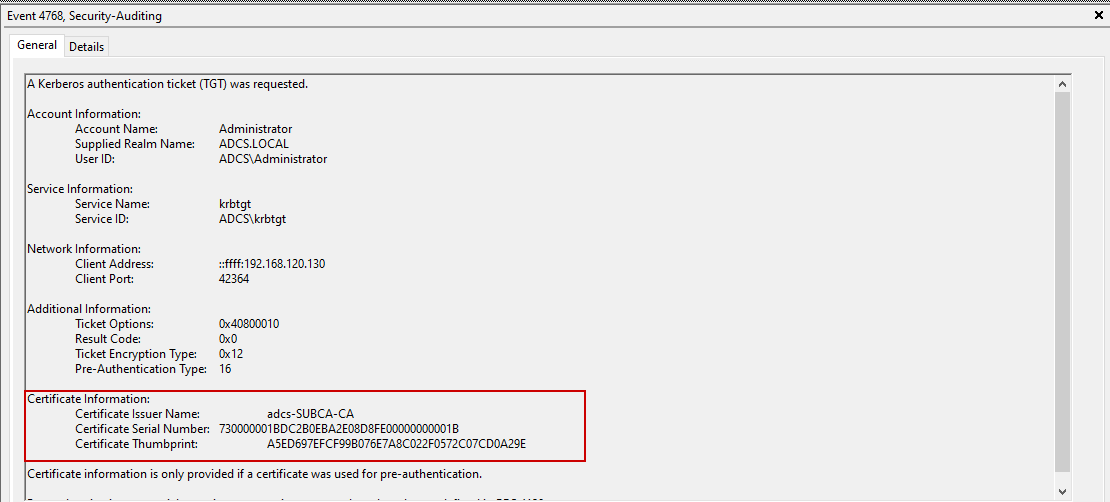 Event 4768, Security-Auditing
General Details
A Kerberos authentication ticket (TGT) was requested.
Account Information:
Account Name: Administrator
Supplied Realm Name: ADCS.LOCAL
User ID: ADCS\Administrator
Service Information:
Service Name: krbtgt
Service ID: ADCS\krbtgt
Network Information:
Client Address: ::ffff:192.168.120.130
Client Port: 42364
Additional Information:
Ticket Options: 0x40800010
Result Code: 0x0
Ticket Encryption Type: 0x12
Pre-Authentication Type: 16
Certificate Information:
Certificate Issuer Name: adcs-SUBCA-CA
Certificate Serial Number: 730000001BDC2B0EBA2E08D8FE00000000001B
Certificate Thumbprint: A5ED697EFCF99B076E7A8C022F0572C07CD0A29E
Certificate information is only provided if a certificate was used for pre-authentication.